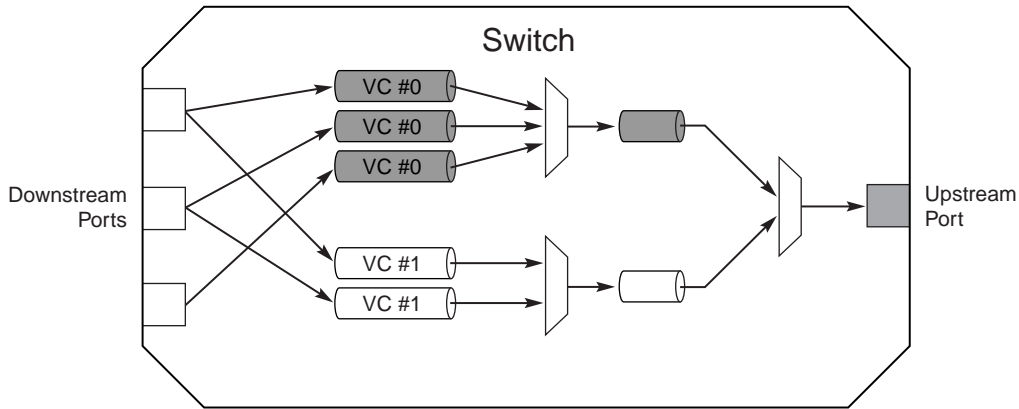 Switch
VC #0
VC #0
VC #0
Downstream
Ports
Upstream
Port
VC #1
VC #1